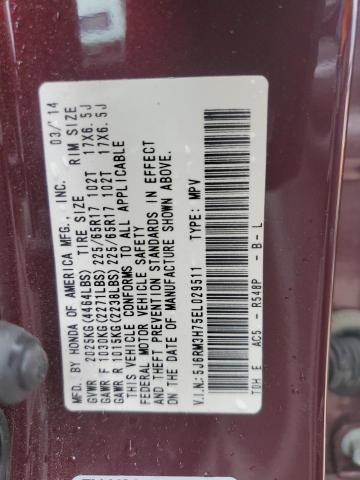 MFD. BY HONDA OF AMERICA MFG., INC. 03/14
GVWR 2025KG(4464LBS) TIRE SIZE RIM SIZE
GAWR F 1030KG(2271LBS) 225/65R17 102T 17X6.5J
GAWR R 1015KG(2238LBS) 225/65R17 102T 17X6.5J
THIS VEHICLE CONFORMS TO ALL APPLICABLE
FEDERAL MOTOR VEHICLE SAFETY
AND THEFT PREVENTION STANDARDS IN EFFECT
ON THE DATE OF MANUFACTURE SHOWN ABOVE.
V.I.N.: 5J6RM3H75EL029511 TYPE: MPV
TOH E AC5 - R548P - B - L